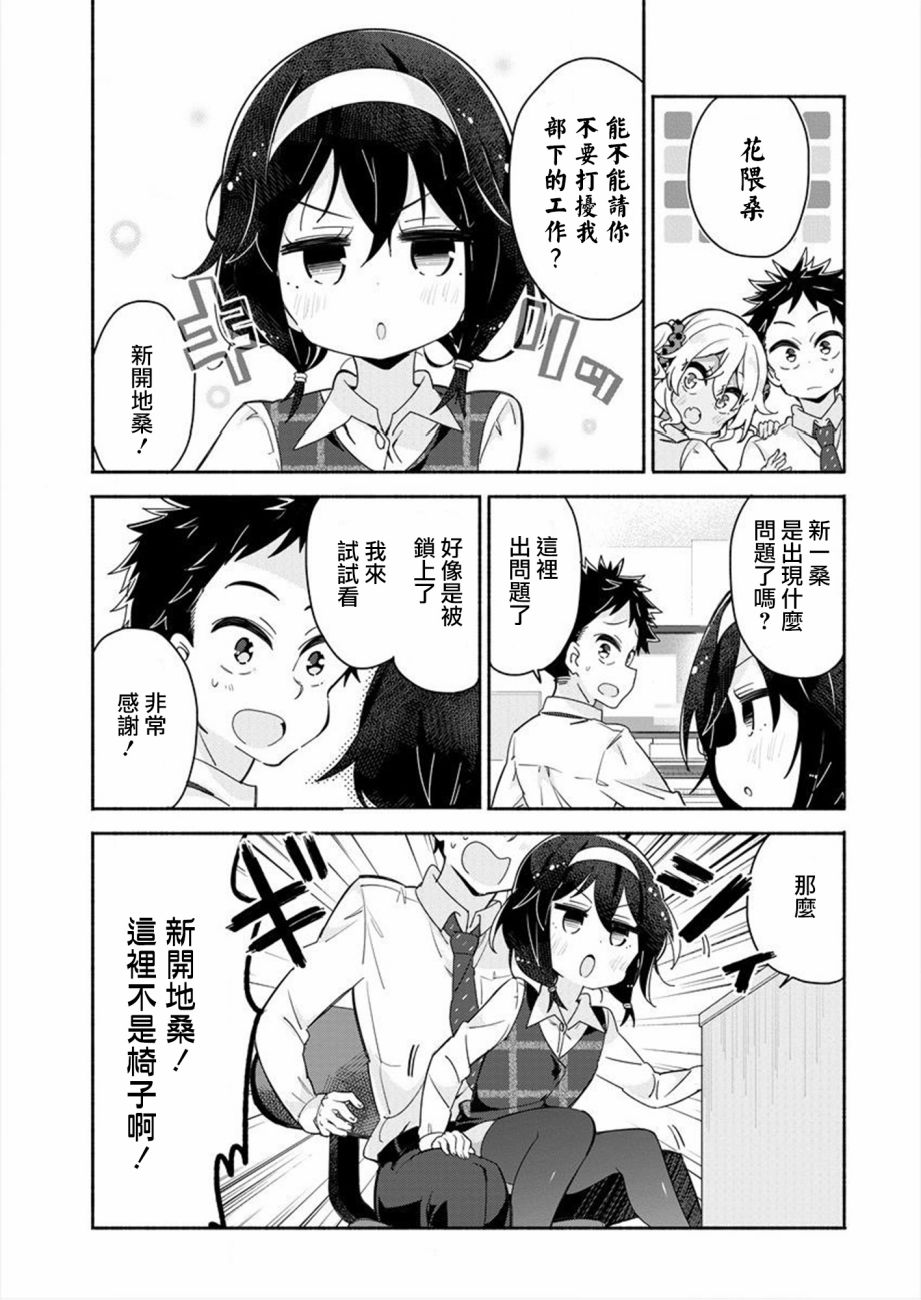 花隈桑
能不能請你
不要打擾我
部下的工作？
新開地桑！
新一桑
是出現什麼
問題了嗎？
這裡
出問題了
好像是被
鎖上了
我來
試試看
非常
感謝！
那麼
新開地桑！
這裡不是椅子啊！